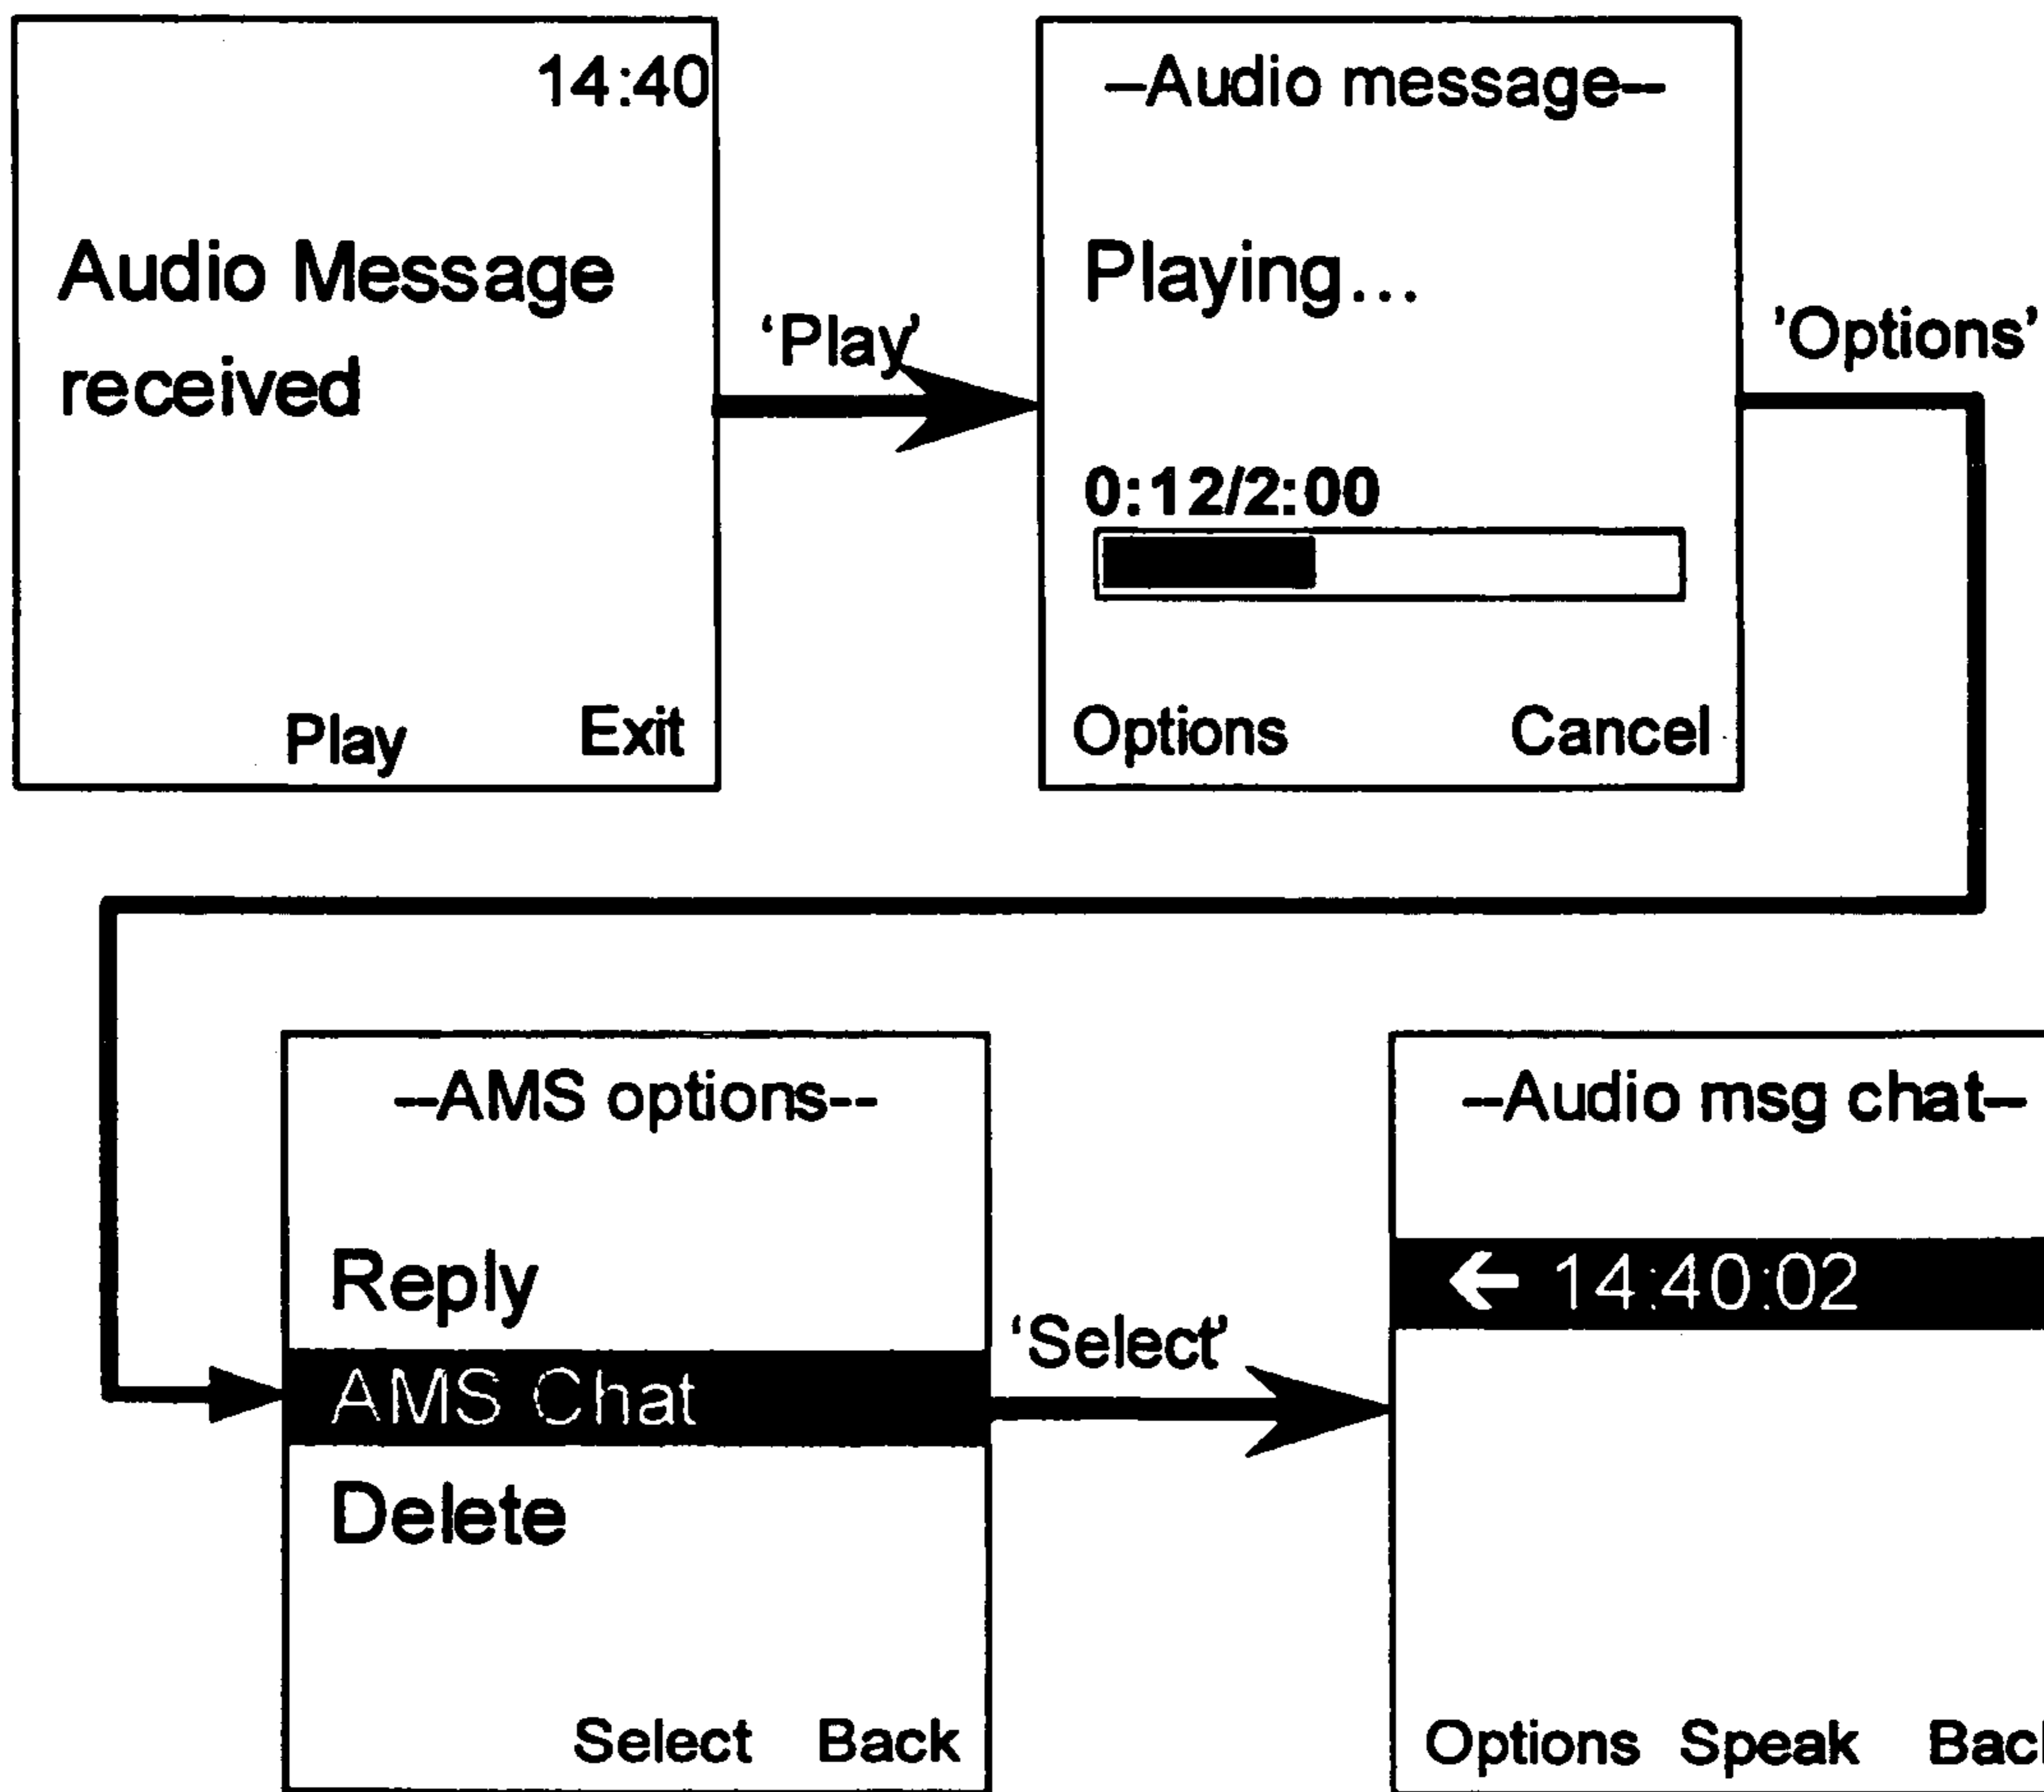 14:40
Audio Message
received
Play Exit
‘Play’
–Audio message–
Playing...
0:12/2:00
Options Cancel
'Options'
–AMS options--
Reply
AMS Chat
Delete
Select Back
‘Select’
–Audio msg chat–
← 14:40:02
Options Speak